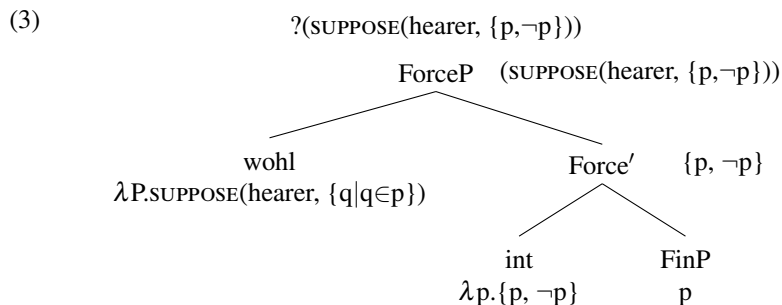 (3)
?(SUPPOSE(hearer, {p,¬p}))
ForceP (SUPPOSE(hearer, {p,¬p}))
wohl Force′ {p, ¬p}
λP.SUPPOSE(hearer, {q|q∈p})
int FinP
λp.{p, ¬p} p